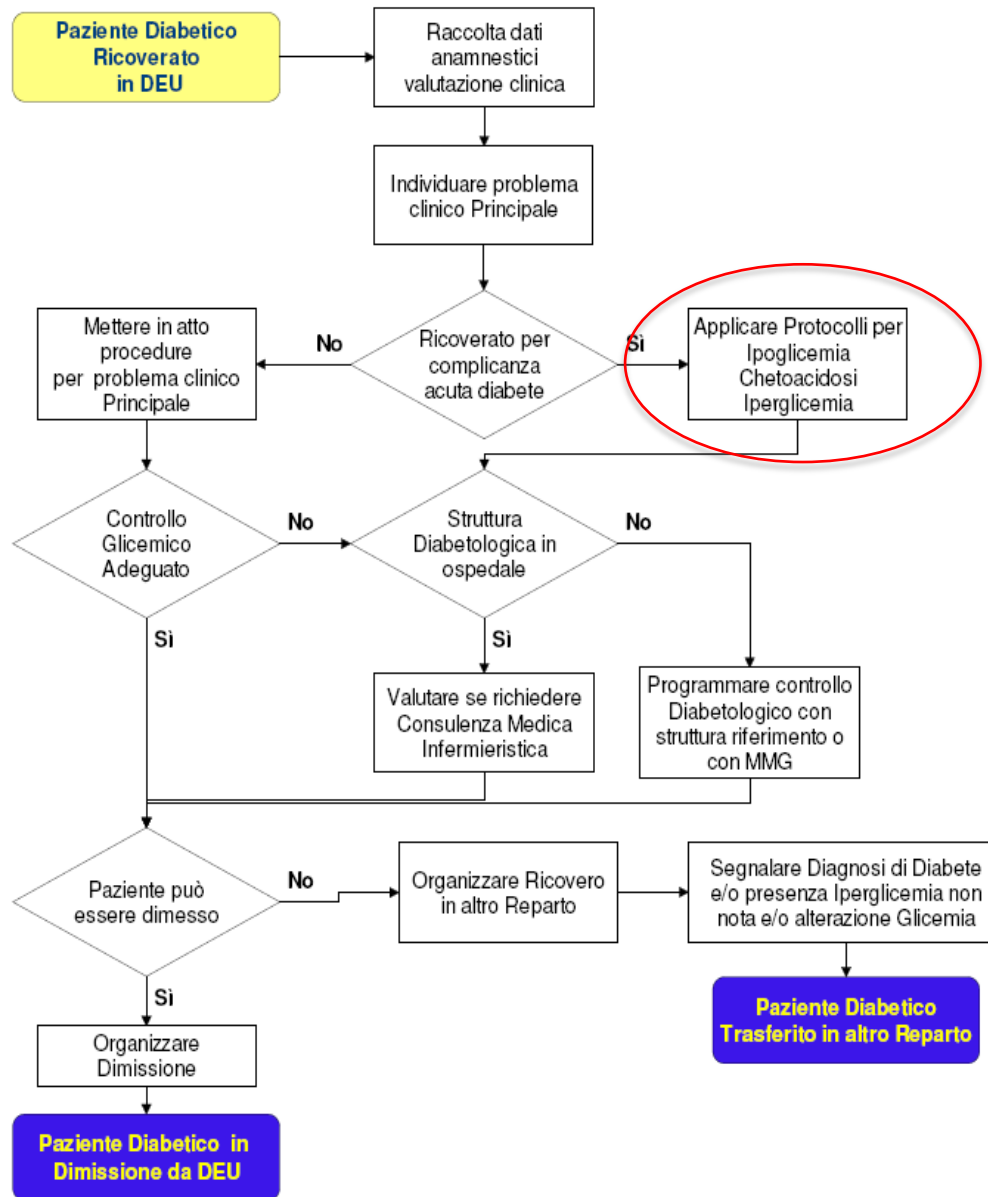 Paziente Diabetico
Ricoverato
in DEU
Raccolta dati
anamnestici
valutazione clinica
Individuare problema
clinico Principale
Mettere in atto
procedure
per problema clinico
Principale
No
Ricoverato per
complicanza
acuta diabete
Sì
Applicare Protocolli per
Ipoglicemia
Chetoacidosi
Iperglicemia
Controllo
Glicemico
Adeguato
No
Struttura
Diabetologica in
ospedale
No
Sì
Sì
Valutare se richiedere
Consulenza Medica
Infermieristica
Programmare controllo
Diabetologico con
struttura riferimento o
con MMG
Paziente può
essere dimesso
No
Organizzare Ricovero
in altro Reparto
Segnalare Diagnosi di Diabete
e/o presenza Iperglicemia non
nota e/o alterazione Glicemia
Sì
Paziente Diabetico
Trasferito in altro Reparto
Organizzare
Dimissione
Paziente Diabetico in
Dimissione da DEU